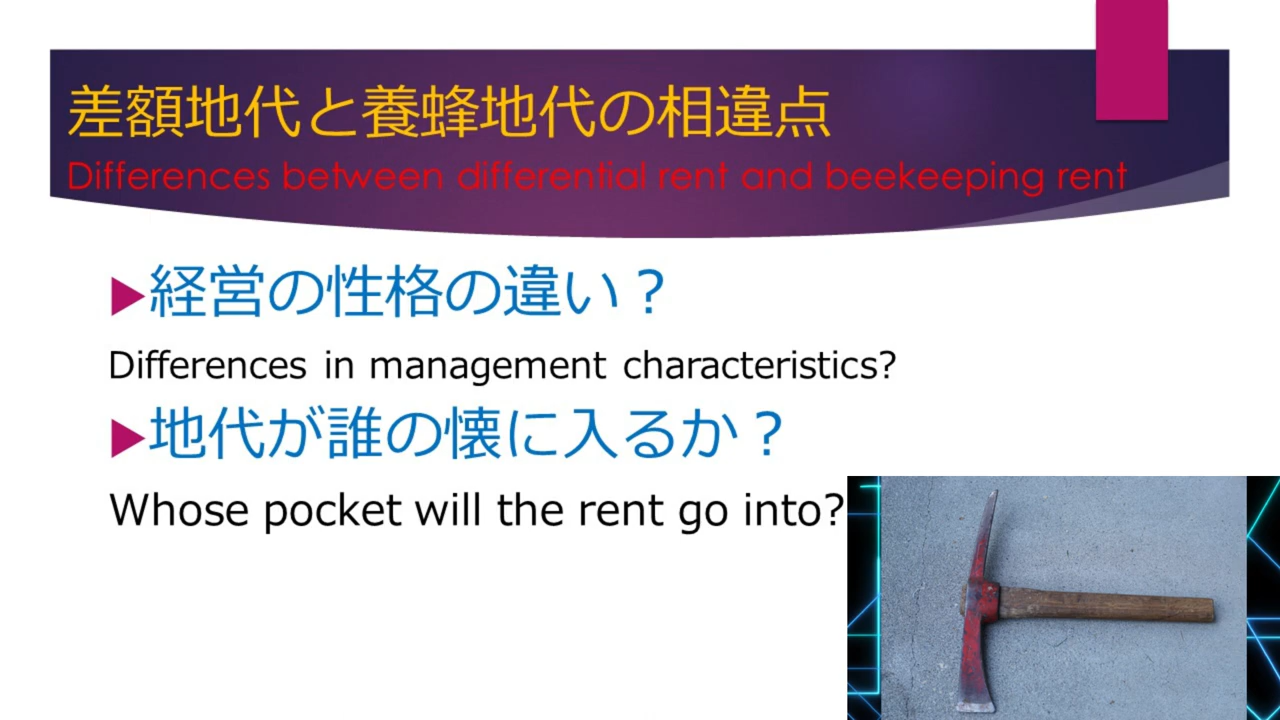 差額地代と養蜂地代の相違点
Differences between differential rent and beekeeping rent
経営の性格の違い？
Differences in management characteristics?
地代が誰の懐に入るか？
Whose pocket will the rent go into?